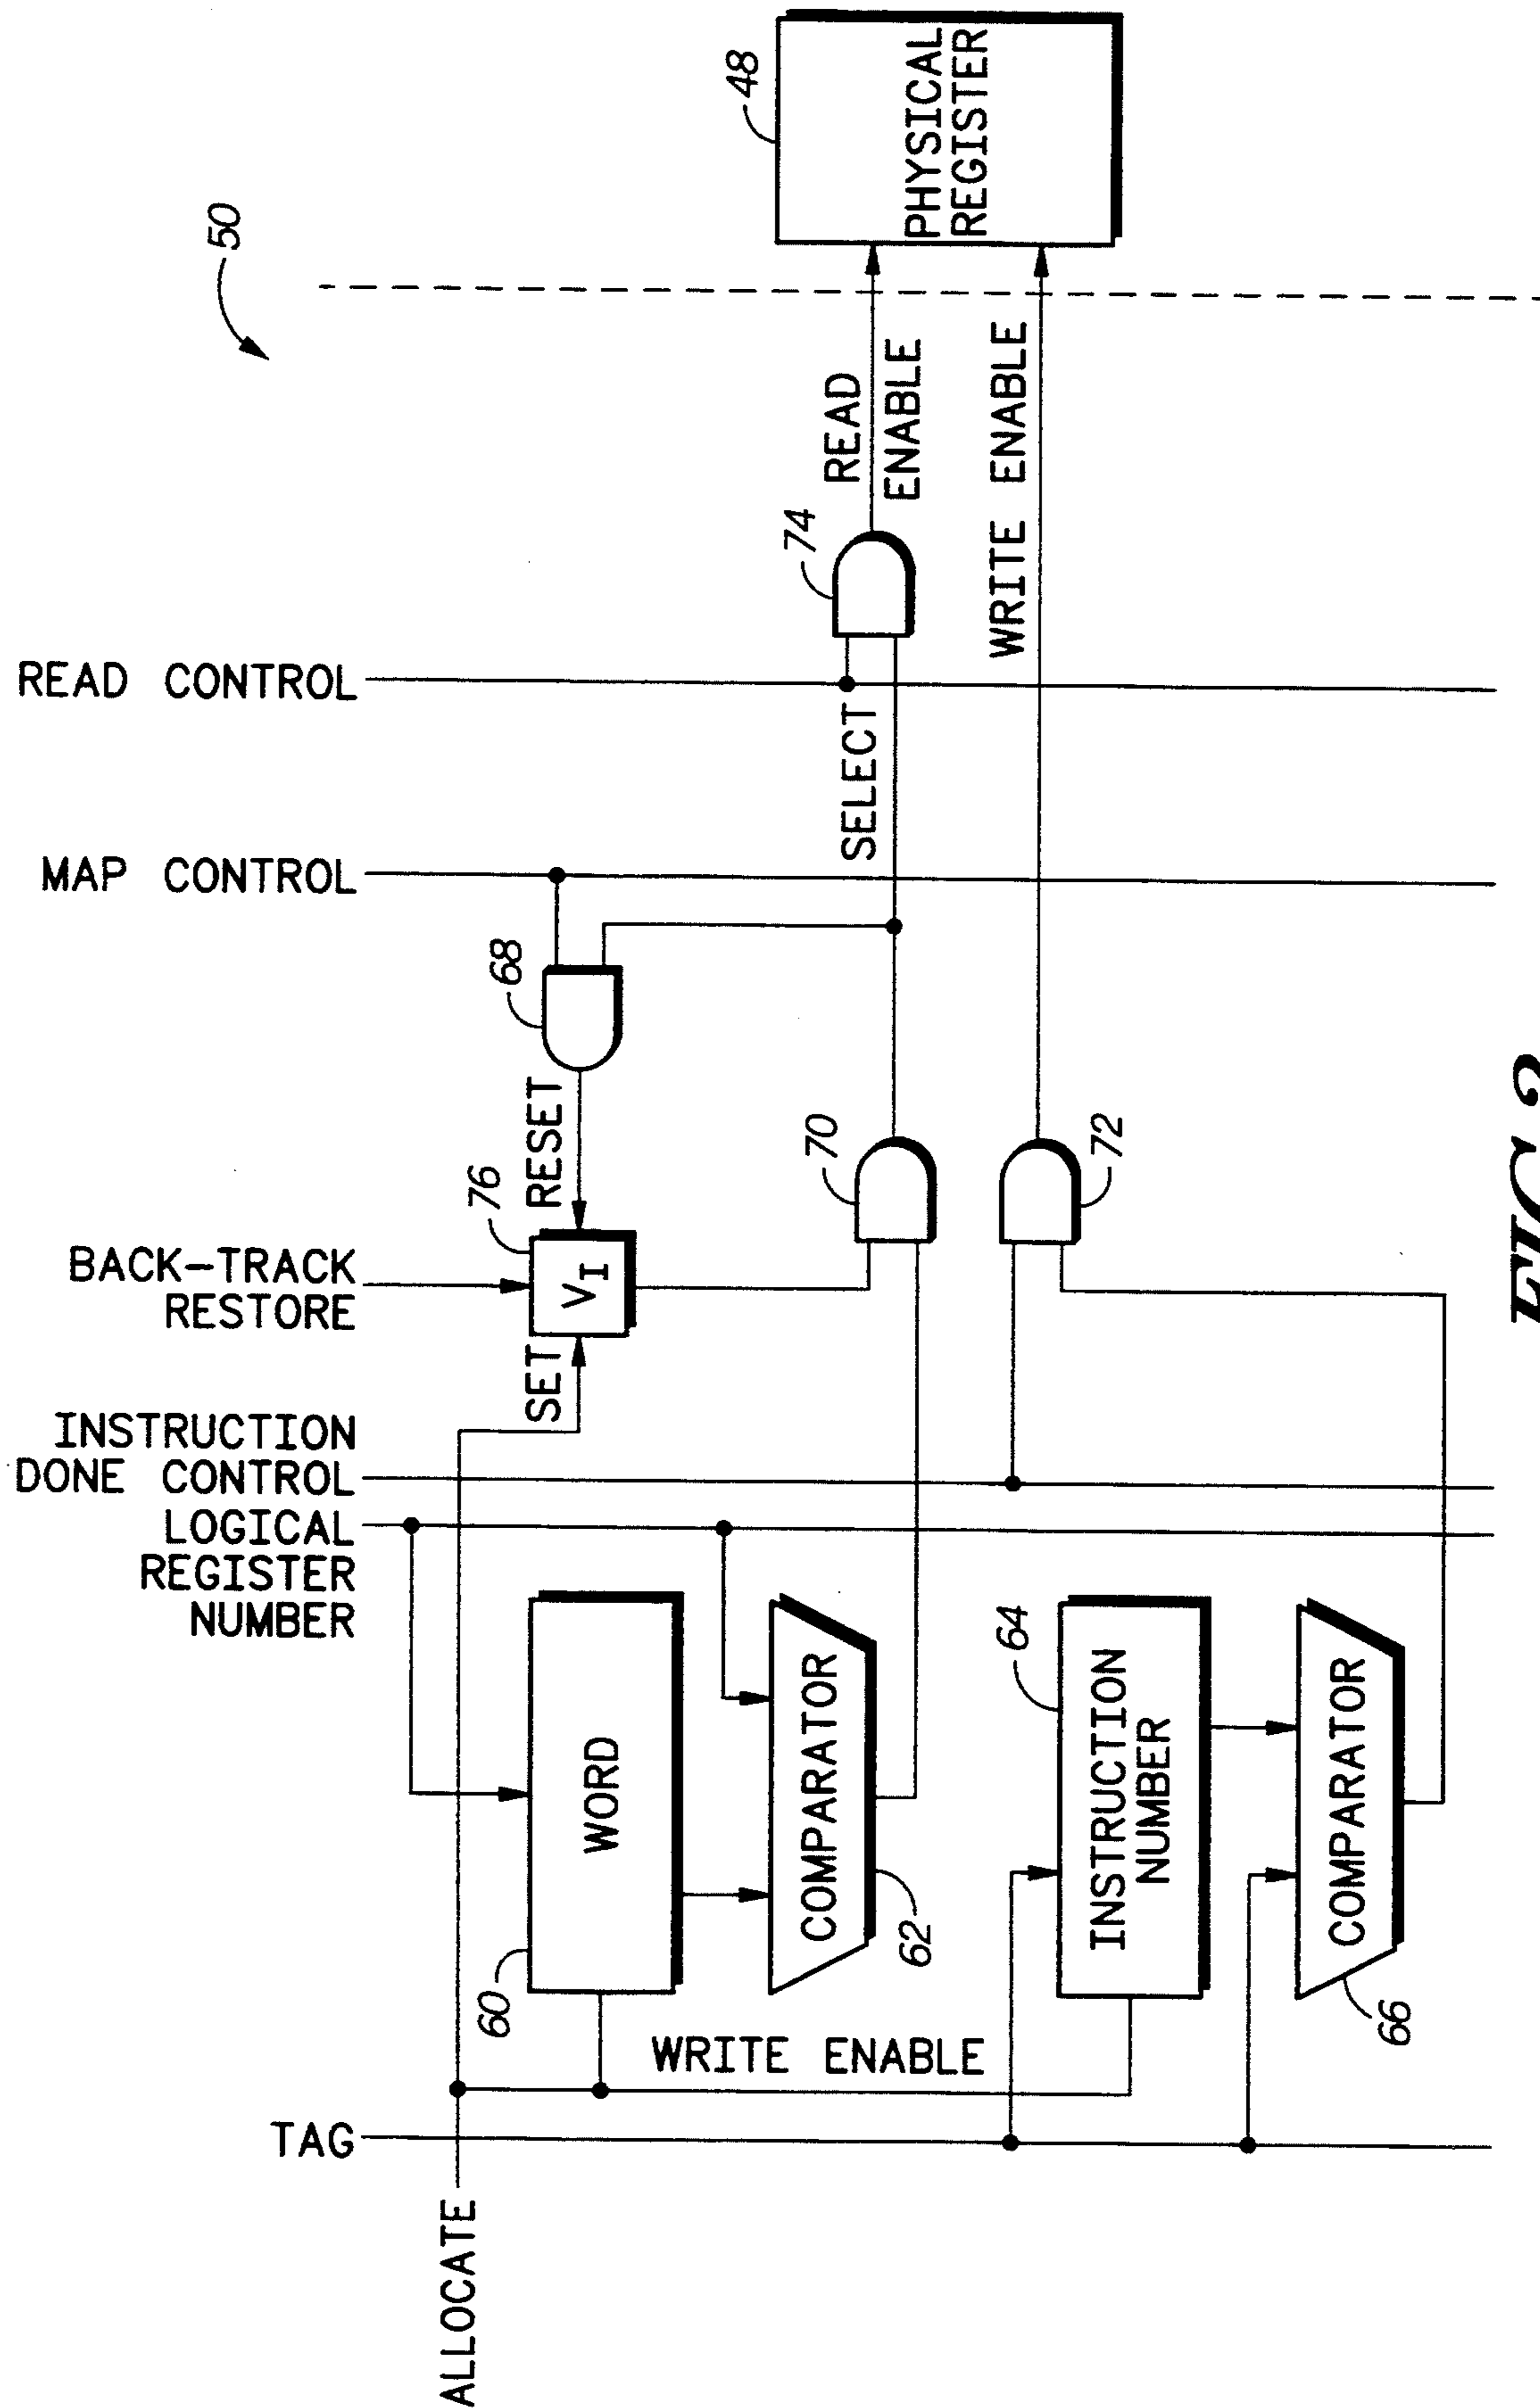 50
READ CONTROL
MAP CONTROL
BACK-TRACK
RESTORE
INSTRUCTION
DONE CONTROL
LOGICAL
REGISTER
NUMBER
TAG
ALLOCATE
60
WORD
WRITE ENABLE
62
COMPARATOR
64
INSTRUCTION
NUMBER
66
COMPARATOR
SET
76
VI
RESET
68
70
72
SELECT
74
READ
ENABLE
WRITE ENABLE
48
PHYSICAL
REGISTER